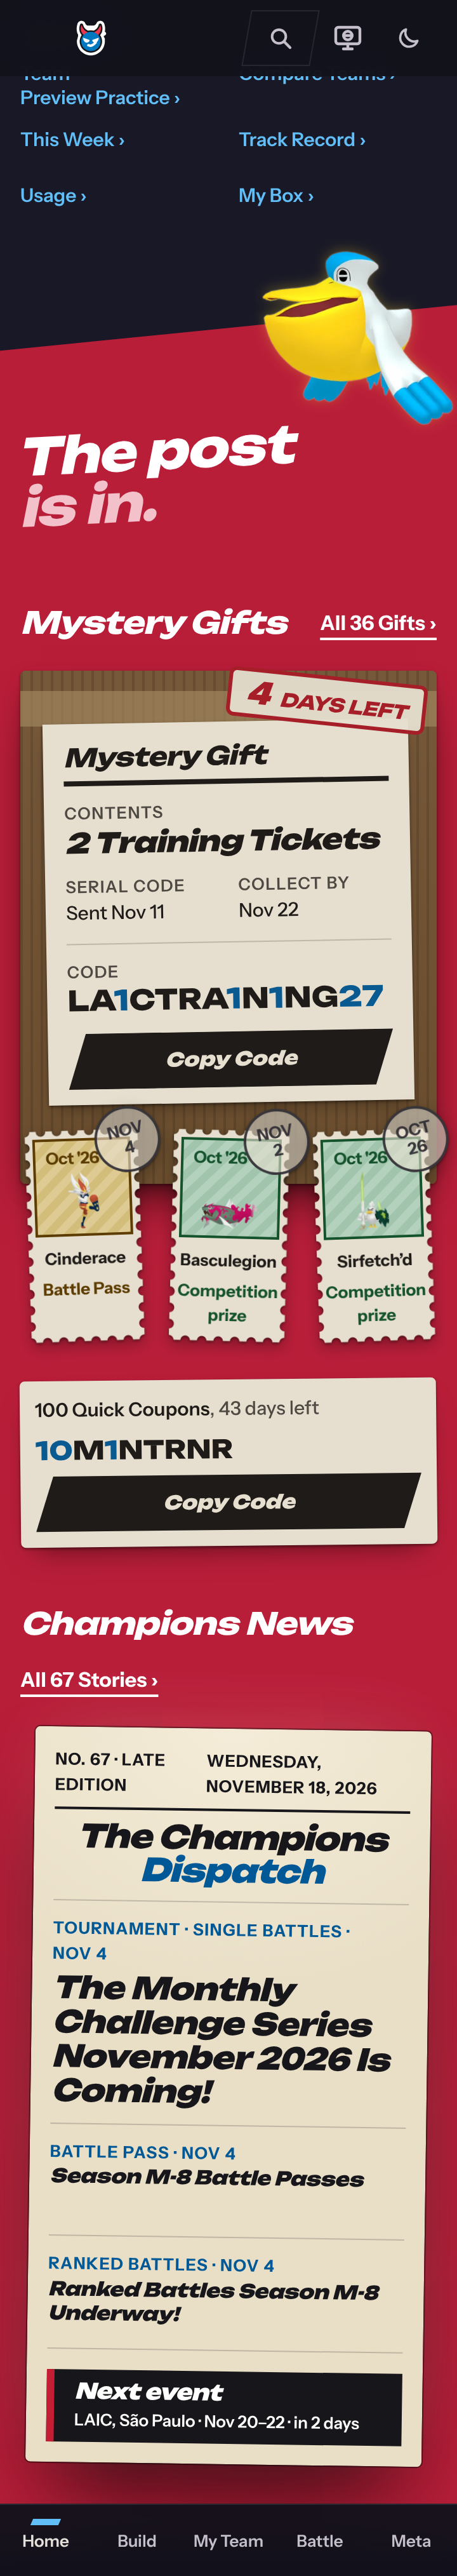 Team
Preview Practice ›
Compare Teams ›
This Week ›
Track Record ›
Usage ›
My Box ›
The post
is in.
Mystery Gifts
All 36 Gifts ›
4 DAYS LEFT
Mystery Gift
CONTENTS
2 Training Tickets
SERIAL CODE
Sent Nov 11
COLLECT BY
Nov 22
CODE
LA1CTRA1N1NG27
Copy Code
Oct '26
NOV
4
Cinderace
Battle Pass
Oct '26
NOV
2
Basculegion
Competition
prize
Oct '26
OCT
26
Sirfetch’d
Competition
prize
100 Quick Coupons, 43 days left
10M1NTRNR
Copy Code
Champions News
All 67 Stories ›
NO. 67 · LATE
EDITION
WEDNESDAY,
NOVEMBER 18, 2026
The Champions
Dispatch
TOURNAMENT · SINGLE BATTLES ·
NOV 4
The Monthly
Challenge Series
November 2026 Is
Coming!
BATTLE PASS · NOV 4
Season M-8 Battle Passes
RANKED BATTLES · NOV 4
Ranked Battles Season M-8
Underway!
Next event
LAIC, São Paulo · Nov 20–22 · in 2 days
Home
Build
My Team
Battle
Meta